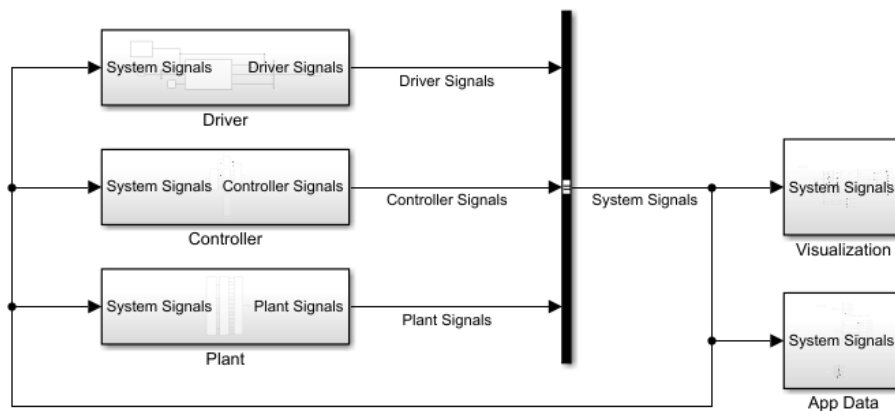 System Signals Driver Signals
Driver Signals
Driver
System Signals Controller Signals
Controller Signals
System Signals
System Signals
Controller
Visualization
System Signals Plant Signals
Plant Signals
System Signals
Plant
App Data